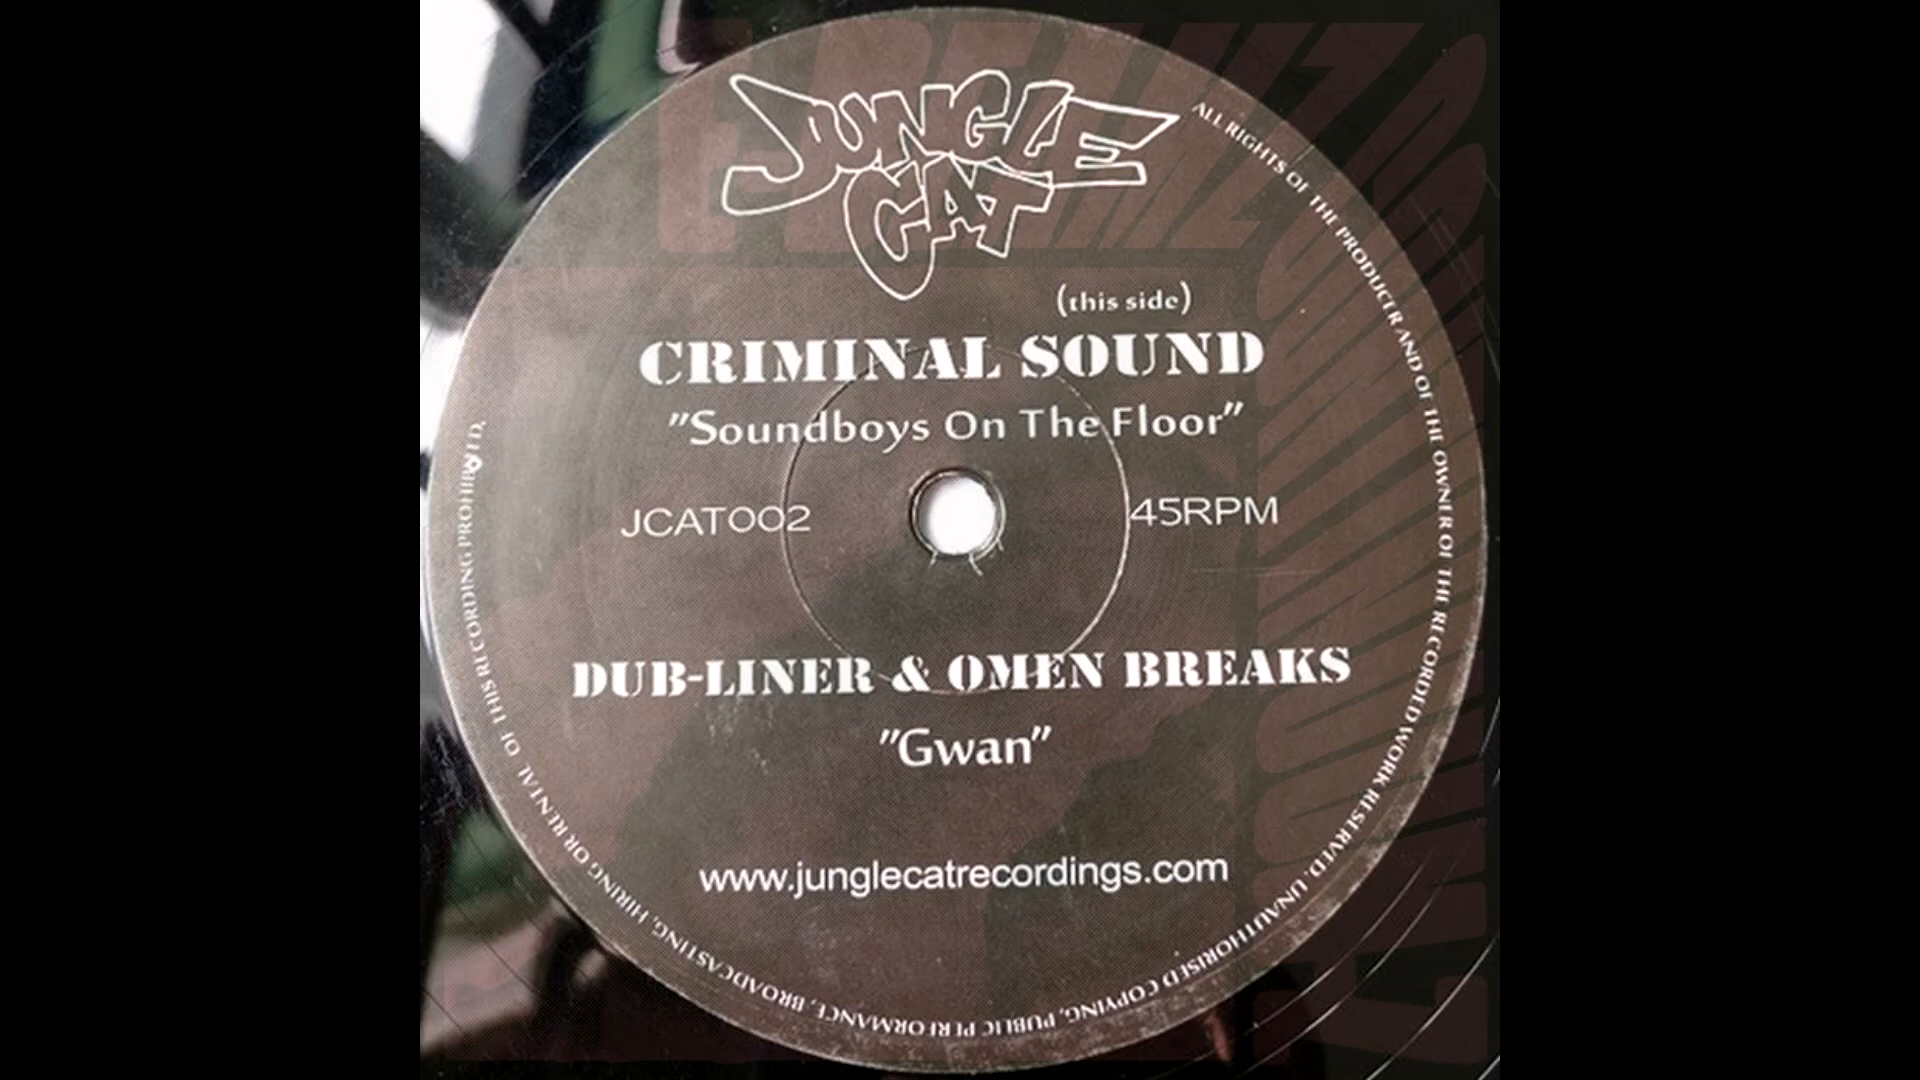 JUNGLE
CAT
(this side)
CRIMINAL SOUND
"Soundboys On The Floor"
JCAT002 45RPM
DUB-LINER & OMEN BREAKS
"Gwan"
www.junglecatrecordings.com
ALL RIGHTS OF THE PRODUCER AND OF THE OWNER OF THE RECORDED WORK RESERVED. UNAUTHORISED COPYING, PUBLIC PERFORMANCE, BROADCASTING, HIRING OR RENTAL OF THIS RECORDING PROHIBITED.